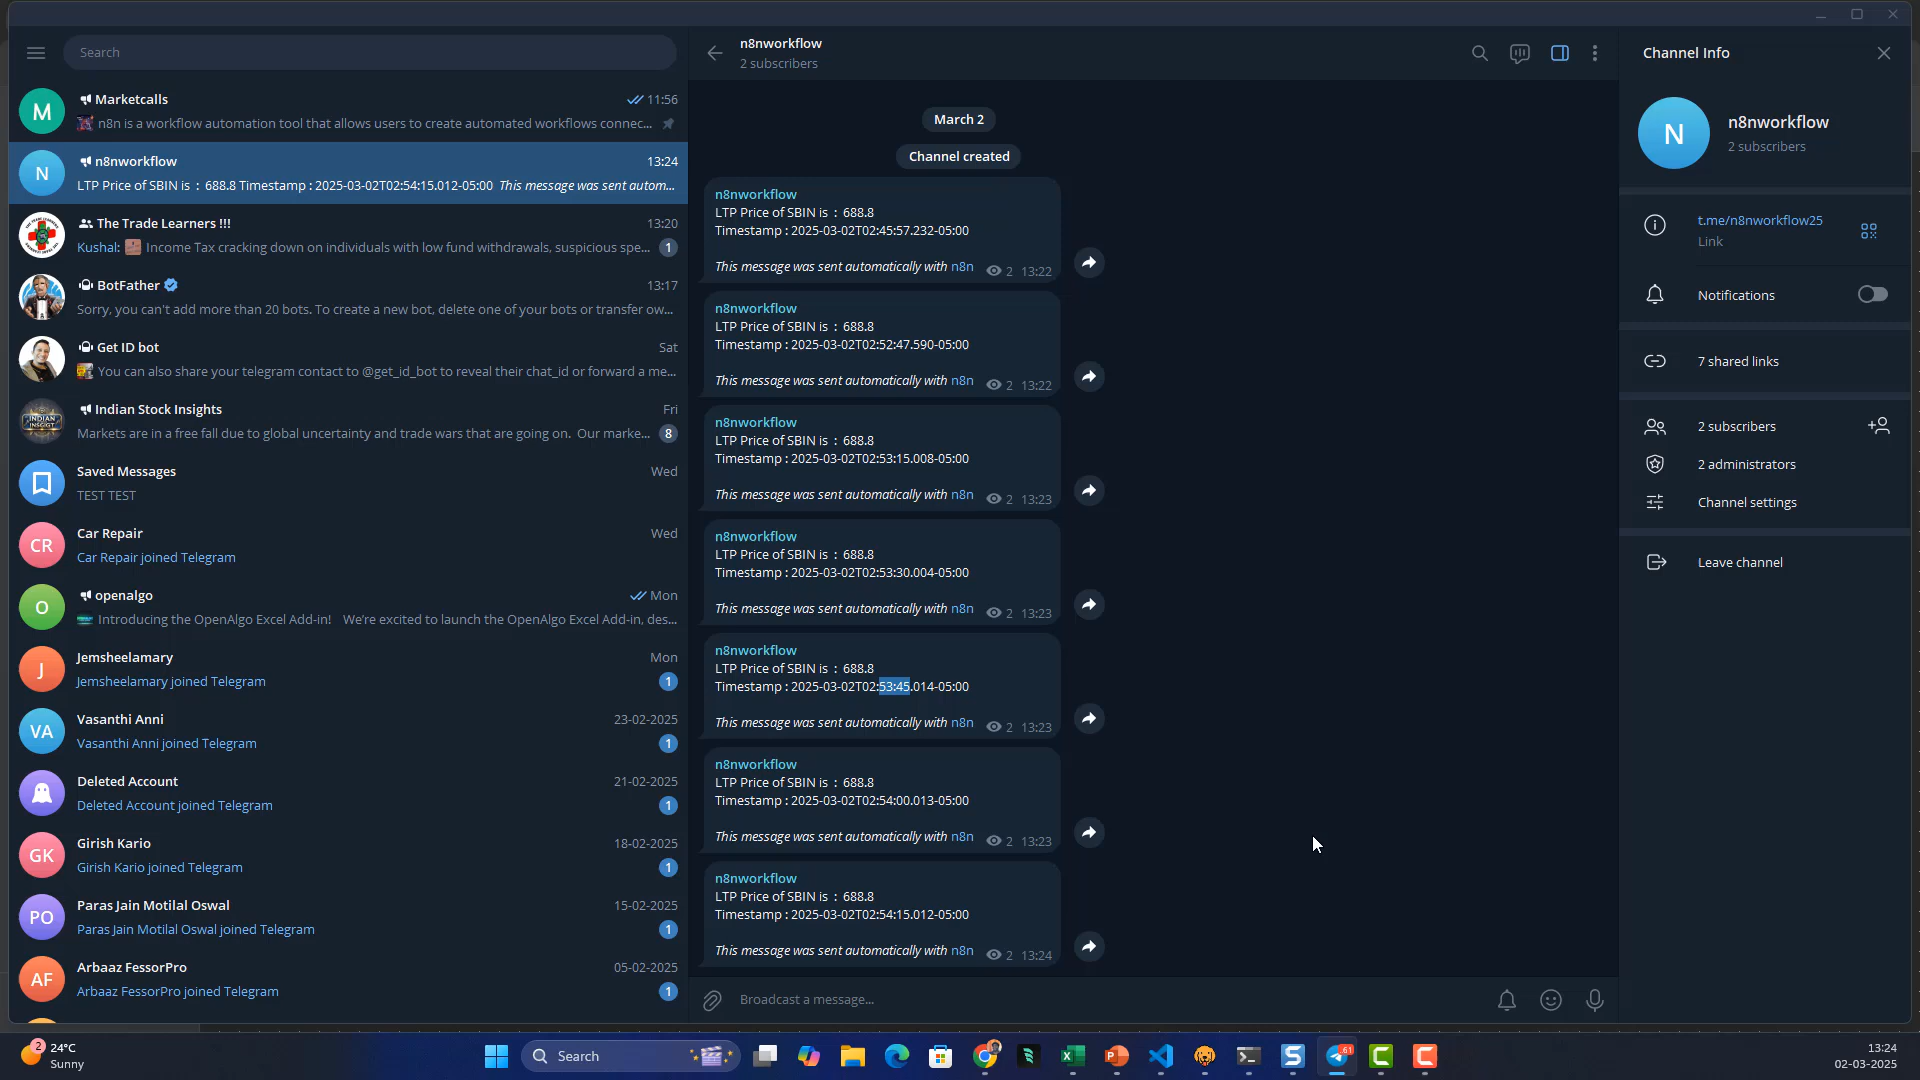 Search
Marketcalls
11:56
n8n is a workflow automation tool that allows users to create automated workflows connec...
n8nworkflow
13:24
LTP Price of SBIN is : 688.8 Timestamp : 2025-03-02T02:54:15.012-05:00 This message was sent autom...
The Trade Learners !!!
13:20
Kushal: Income Tax cracking down on individuals with low fund withdrawals, suspicious spe...
1
BotFather
13:17
Sorry, you can't add more than 20 bots. To create a new bot, delete one of your bots or transfer ow...
Get ID bot
Sat
You can also share your telegram contact to @get_id_bot to reveal their chat_id or forward a me...
Indian Stock Insights
Fri
Markets are in a free fall due to global uncertainty and trade wars that are going on. Our marke...
8
Saved Messages
Wed
TEST TEST
Car Repair
Wed
Car Repair joined Telegram
openalgo
Mon
Introducing the OpenAlgo Excel Add-in! We're excited to launch the OpenAlgo Excel Add-in, des...
Jemsheelamary
Mon
Jemsheelamary joined Telegram
1
Vasanthi Anni
23-02-2025
Vasanthi Anni joined Telegram
1
Deleted Account
21-02-2025
Deleted Account joined Telegram
1
Girish Kario
18-02-2025
Girish Kario joined Telegram
1
Paras Jain Motilal Oswal
15-02-2025
Paras Jain Motilal Oswal joined Telegram
1
Arbaaz FessorPro
05-02-2025
Arbaaz FessorPro joined Telegram
1
M
N
CR
O
J
VA
GK
PO
AF
n8nworkflow
2 subscribers
March 2
Channel created
n8nworkflow
LTP Price of SBIN is : 688.8
Timestamp : 2025-03-02T02:45:57.232-05:00
This message was sent automatically with n8n
2 13:22
n8nworkflow
LTP Price of SBIN is : 688.8
Timestamp : 2025-03-02T02:52:47.590-05:00
This message was sent automatically with n8n
2 13:22
n8nworkflow
LTP Price of SBIN is : 688.8
Timestamp : 2025-03-02T02:53:15.008-05:00
This message was sent automatically with n8n
2 13:23
n8nworkflow
LTP Price of SBIN is : 688.8
Timestamp : 2025-03-02T02:53:30.004-05:00
This message was sent automatically with n8n
2 13:23
n8nworkflow
LTP Price of SBIN is : 688.8
Timestamp : 2025-03-02T02:53:45.014-05:00
This message was sent automatically with n8n
2 13:23
n8nworkflow
LTP Price of SBIN is : 688.8
Timestamp : 2025-03-02T02:54:00.013-05:00
This message was sent automatically with n8n
2 13:23
n8nworkflow
LTP Price of SBIN is : 688.8
Timestamp : 2025-03-02T02:54:15.012-05:00
This message was sent automatically with n8n
2 13:24
Broadcast a message...
Channel Info
N
n8nworkflow
2 subscribers
t.me/n8nworkflow25
Link
Notifications
7 shared links
2 subscribers
2 administrators
Channel settings
Leave channel
2
24°C
Sunny
Search
61
13:24
02-03-2025